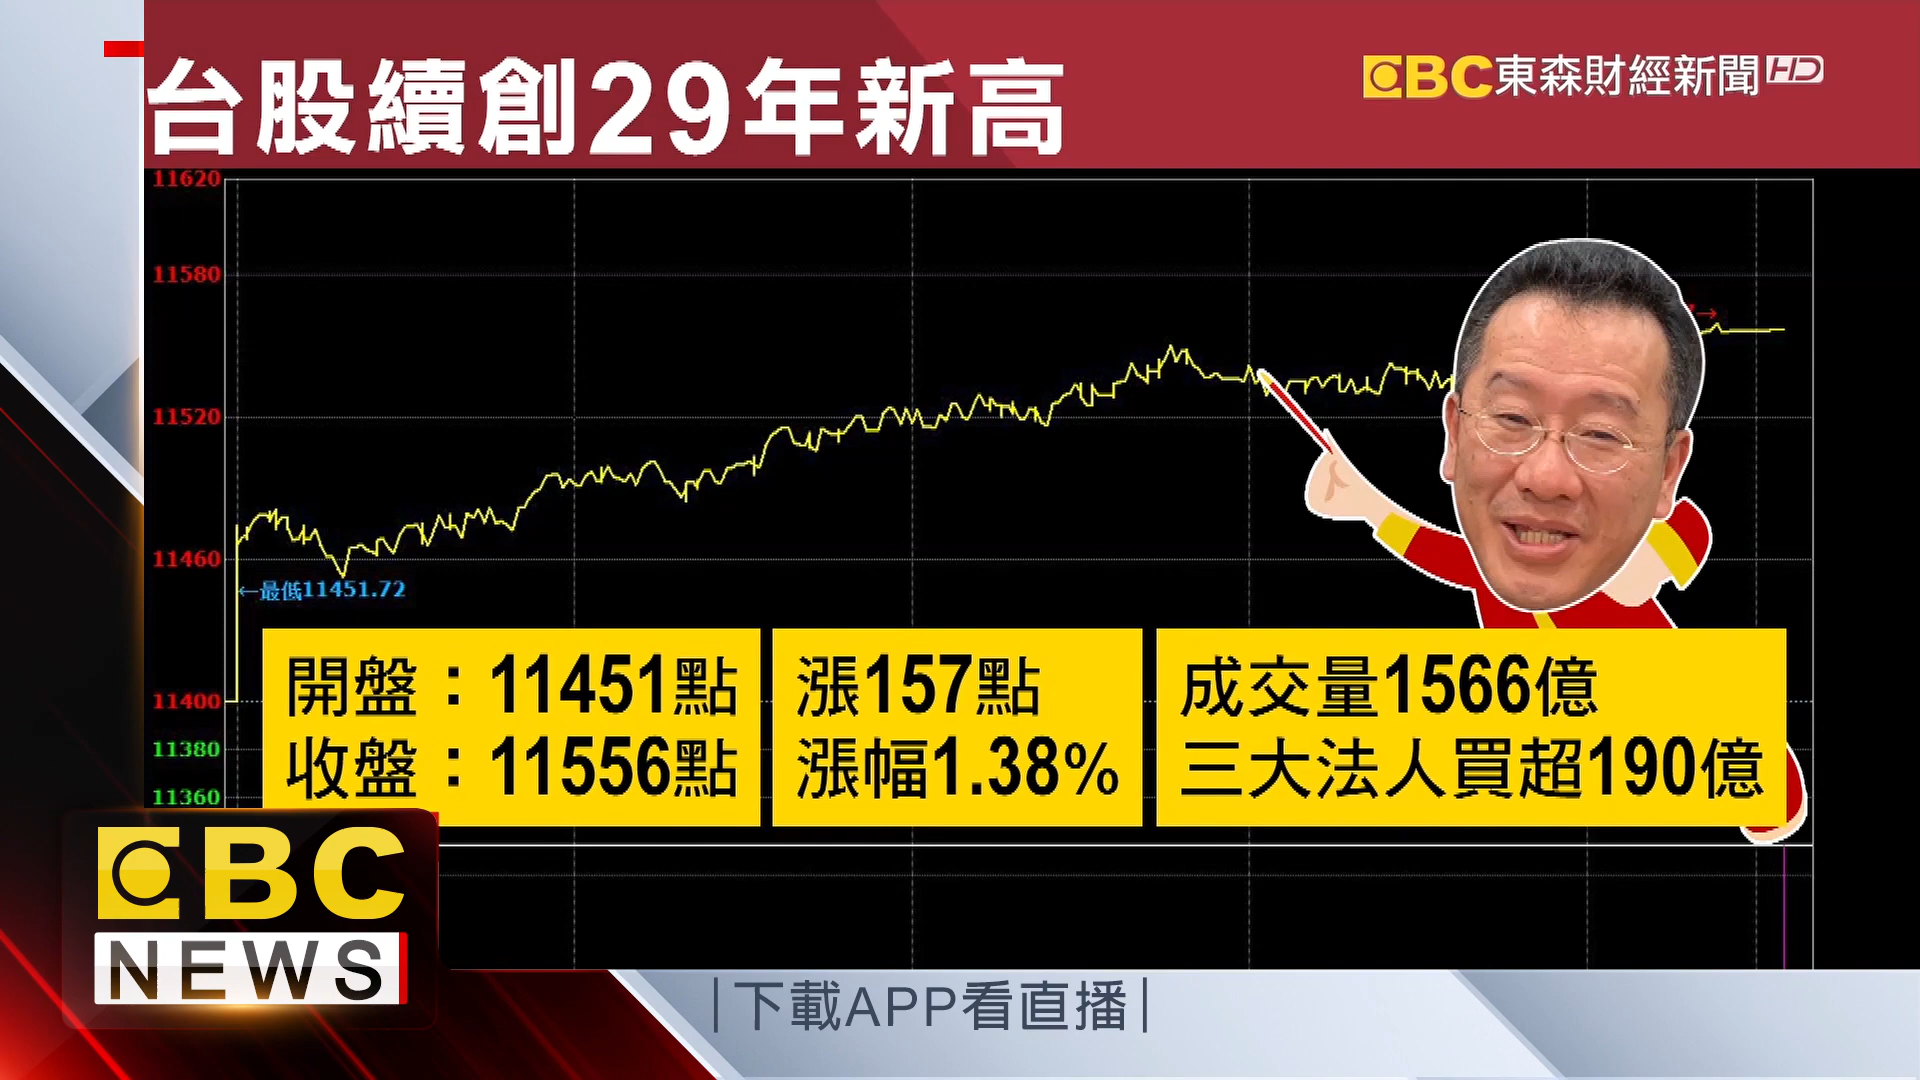 台股續創29年新高
EBC東森財經新聞HD
11620
11580
11520
11460
←最低11451.72
11400
11380
11360
開盤：11451點
收盤：11556點
漲157點
漲幅1.38%
成交量1566億
三大法人買超190億
EBC
NEWS
|下載APP看直播|